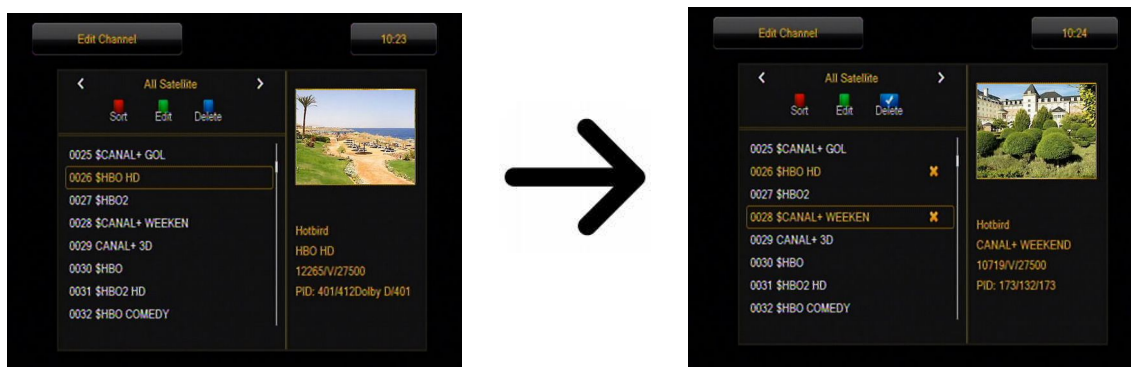 Edit Channel
10:23
All Satellite
Sort Edit Delete
0025 $CANAL+ GOL
0026 $HBO HD
0027 $HBO2
0028 $CANAL+ WEEKEN
0029 CANAL+ 3D
0030 $HBO
0031 $HBO2 HD
0032 $HBO COMEDY
Hotbird
HBO HD
12265/V/27500
PID: 401/412Dolby D/401
Edit Channel
10:24
All Satellite
Sort Edit Delete
0025 $CANAL+ GOL
0026 $HBO HD
0027 $HBO2
0028 $CANAL+ WEEKEN
0029 CANAL+ 3D
0030 $HBO
0031 $HBO2 HD
0032 $HBO COMEDY
Hotbird
CANAL+ WEEKEND
10719/V/27500
PID: 173/132/173